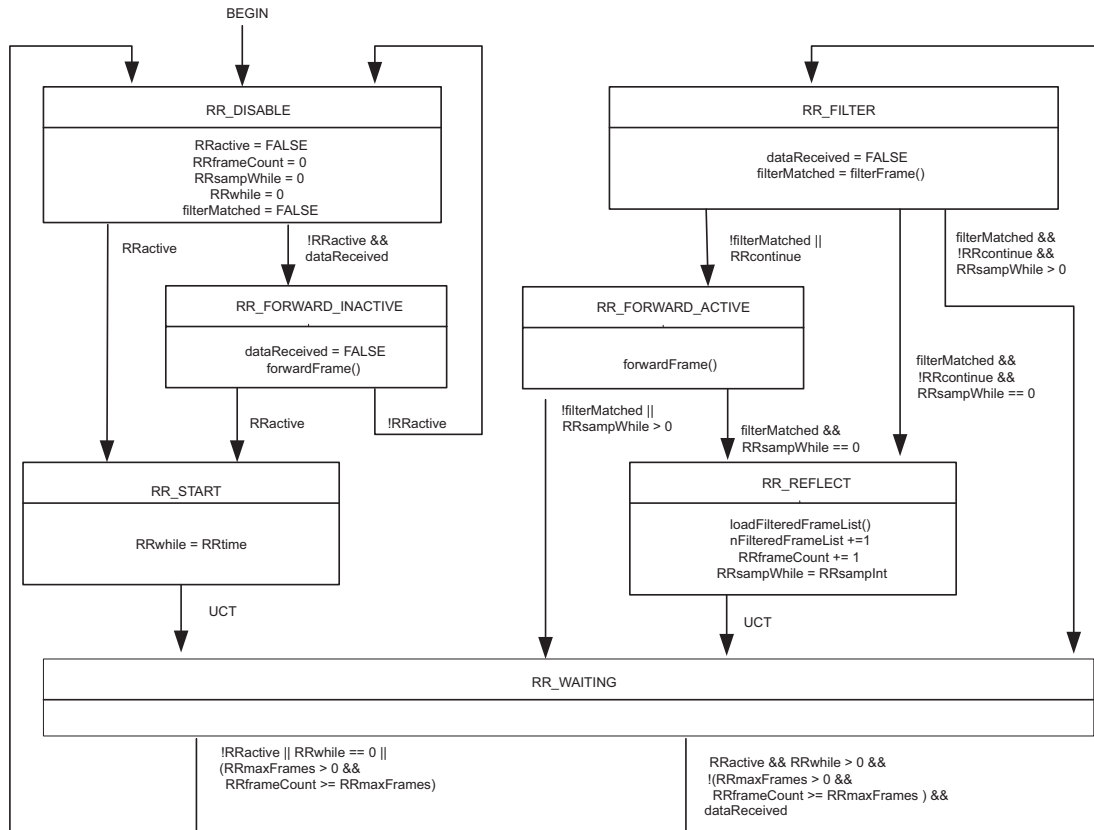 BEGIN
RR_DISABLE
RRactive = FALSE
RRframeCount = 0
RRsampWhile = 0
RRwhile = 0
filterMatched = FALSE
RRactive
!RRactive &&
dataReceived
RR_FORWARD_INACTIVE
dataReceived = FALSE
forwardFrame()
RRactive
!RRactive
RR_START
RRwhile = RRtime
UCT
RR_FILTER
dataReceived = FALSE
filterMatched = filterFrame()
!filterMatched ||
RRcontinue
filterMatched &&
!RRcontinue &&
RRsampWhile > 0
RR_FORWARD_ACTIVE
forwardFrame()
filterMatched &&
!RRcontinue &&
RRsampWhile == 0
!filterMatched ||
RRsampWhile > 0
filterMatched &&
RRsampWhile == 0
RR_REFLECT
loadFilteredFrameList()
nFilteredFrameList +=1
RRframeCount += 1
RRsampWhile = RRsampInt
UCT
RR_WAITING
!RRactive || RRwhile == 0 ||
(RRmaxFrames > 0 &&
RRframeCount >= RRmaxFrames)
RRactive && RRwhile > 0 &&
!(RRmaxFrames > 0 &&
RRframeCount >= RRmaxFrames ) &&
dataReceived